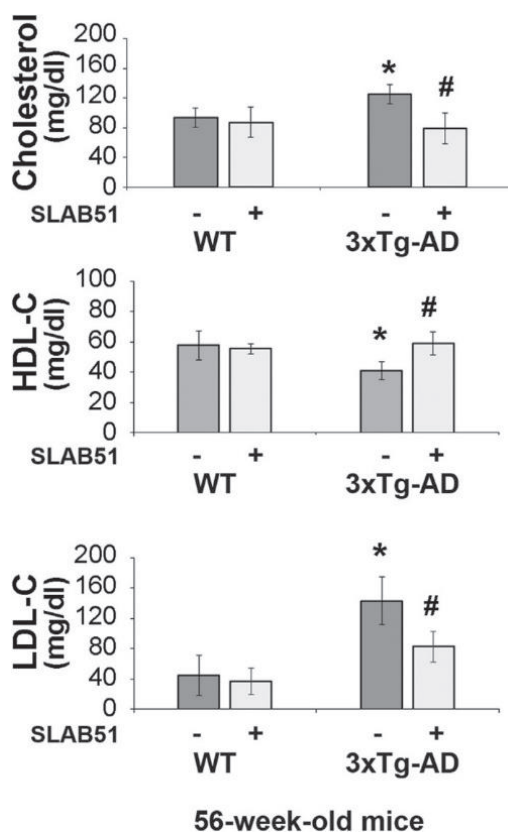 Cholesterol
(mg/dl)
200
160
120
80
40
0
* #
SLAB51 - + - +
WT 3xTg-AD
HDL-C
(mg/dl)
100
80
60
40
20
0
* #
SLAB51 - + - +
WT 3xTg-AD
LDL-C
(mg/dl)
200
160
120
80
40
0
* #
SLAB51 - + - +
WT 3xTg-AD
56-week-old mice